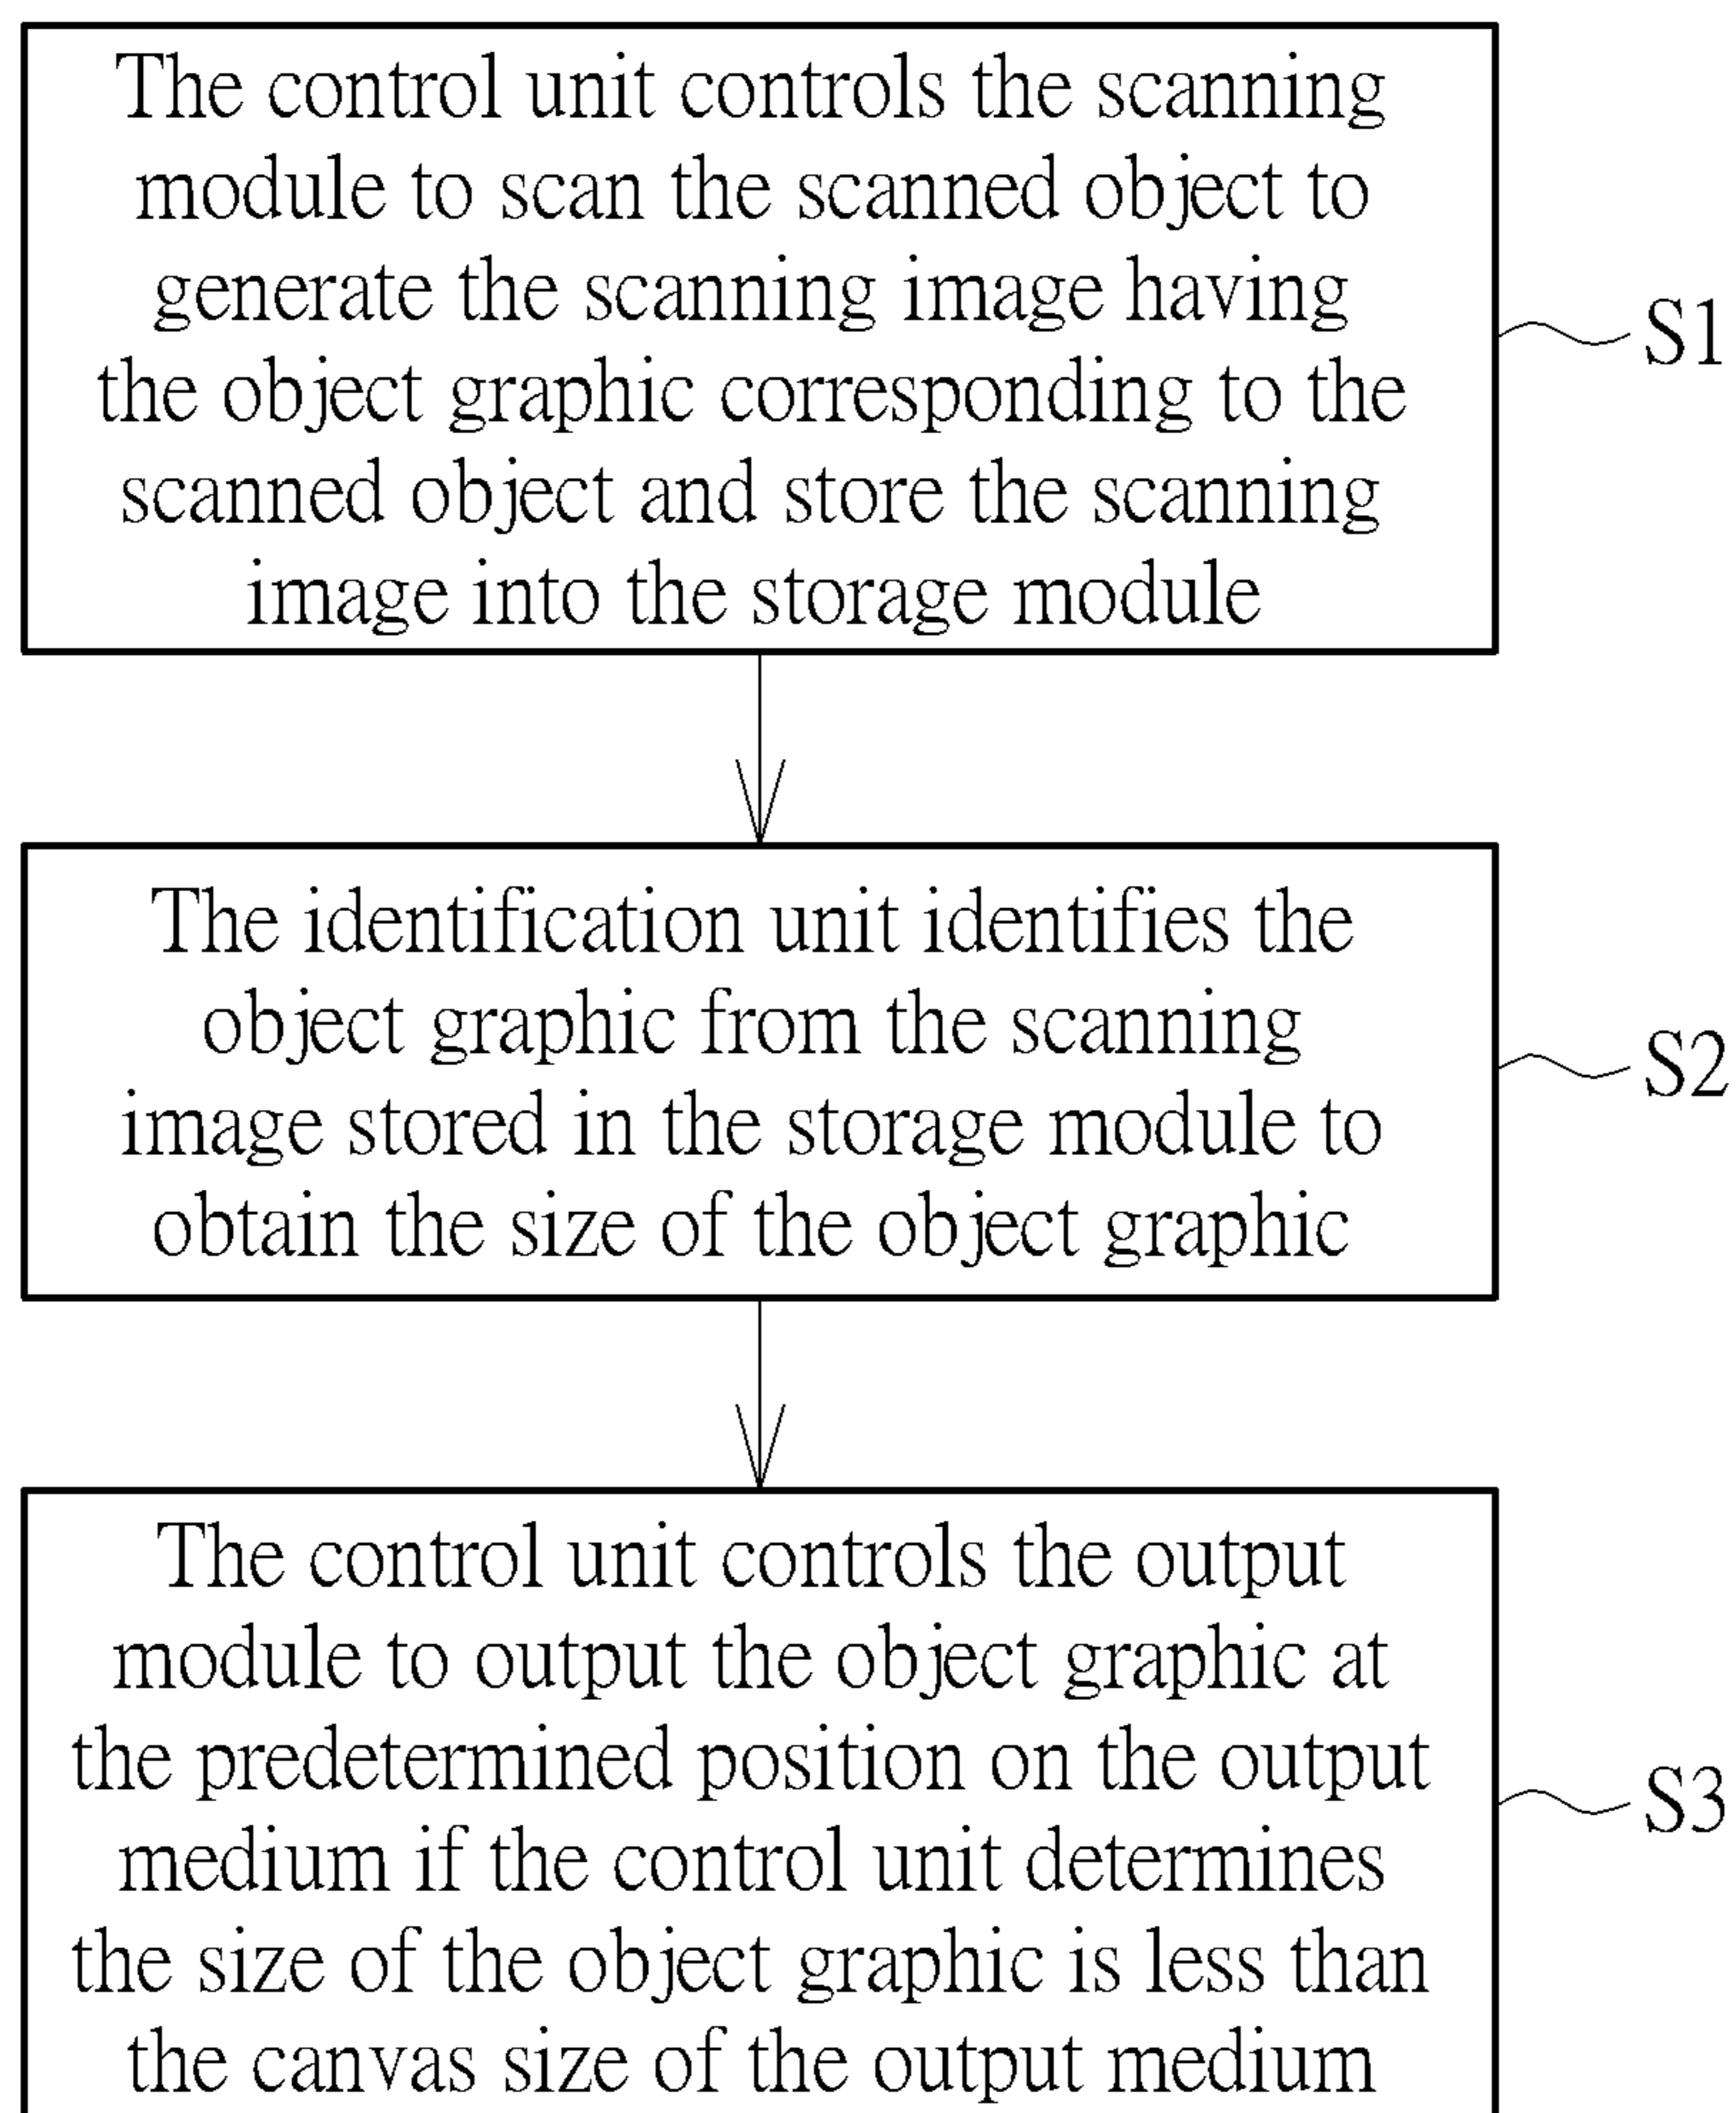 The control unit controls the scanning
module to scan the scanned object to
generate the scanning image having
the object graphic corresponding to the
scanned object and store the scanning
image into the storage module
S1
The identification unit identifies the
object graphic from the scanning
image stored in the storage module to
obtain the size of the object graphic
S2
The control unit controls the output
module to output the object graphic at
the predetermined position on the output
medium if the control unit determines
the size of the object graphic is less than
the canvas size of the output medium
S3